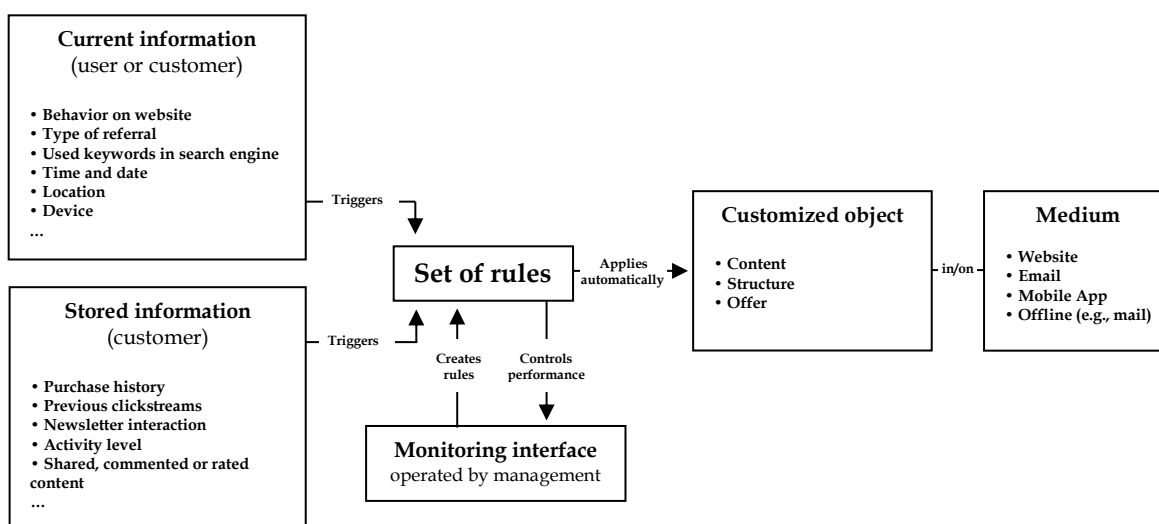 Current information
(user or customer)
• Behavior on website
• Type of referral
• Used keywords in search engine
• Time and date
• Location
• Device
...
Triggers
Stored information
(customer)
• Purchase history
• Previous clickstreams
• Newsletter interaction
• Activity level
• Shared, commented or rated
content
...
Triggers
Set of rules
Creates
rules
Controls
performance
Monitoring interface
operated by management
Applies
automatically
Customized object
• Content
• Structure
• Offer
in/on
Medium
• Website
• Email
• Mobile App
• Offline (e.g., mail)